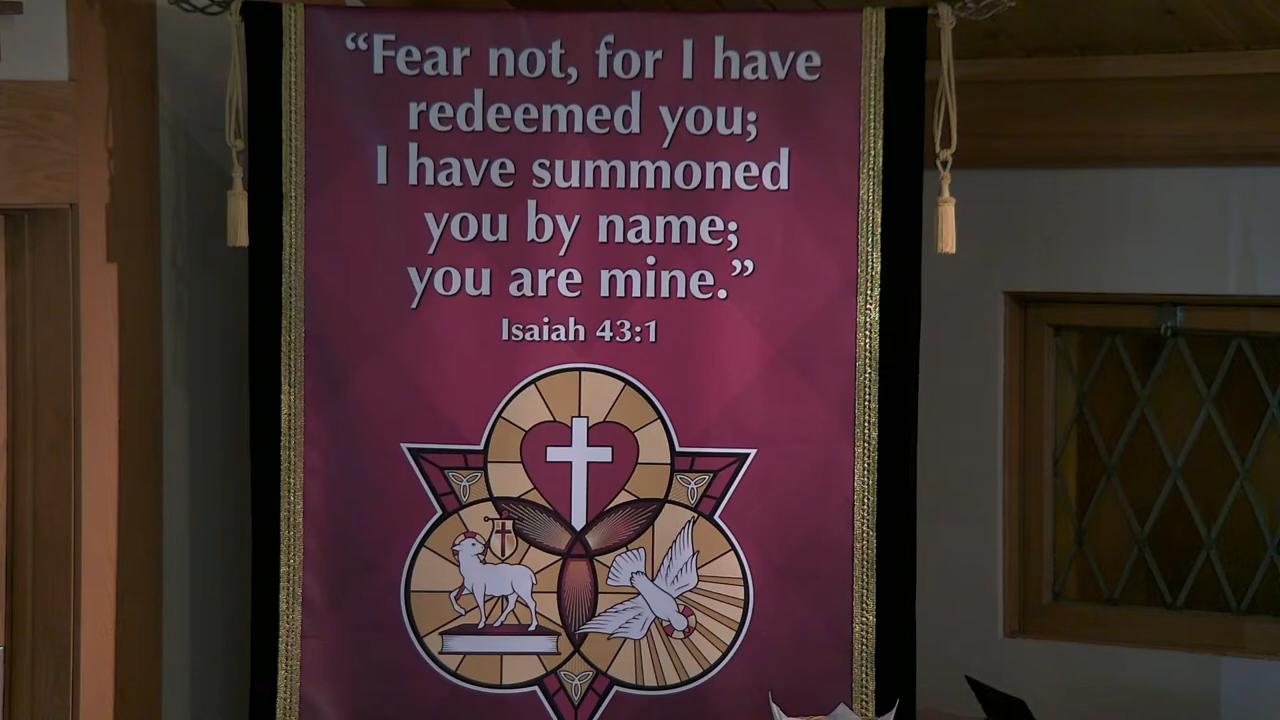 “Fear not, for I have
redeemed you;
I have summoned
you by name;
you are mine.”
Isaiah 43:1